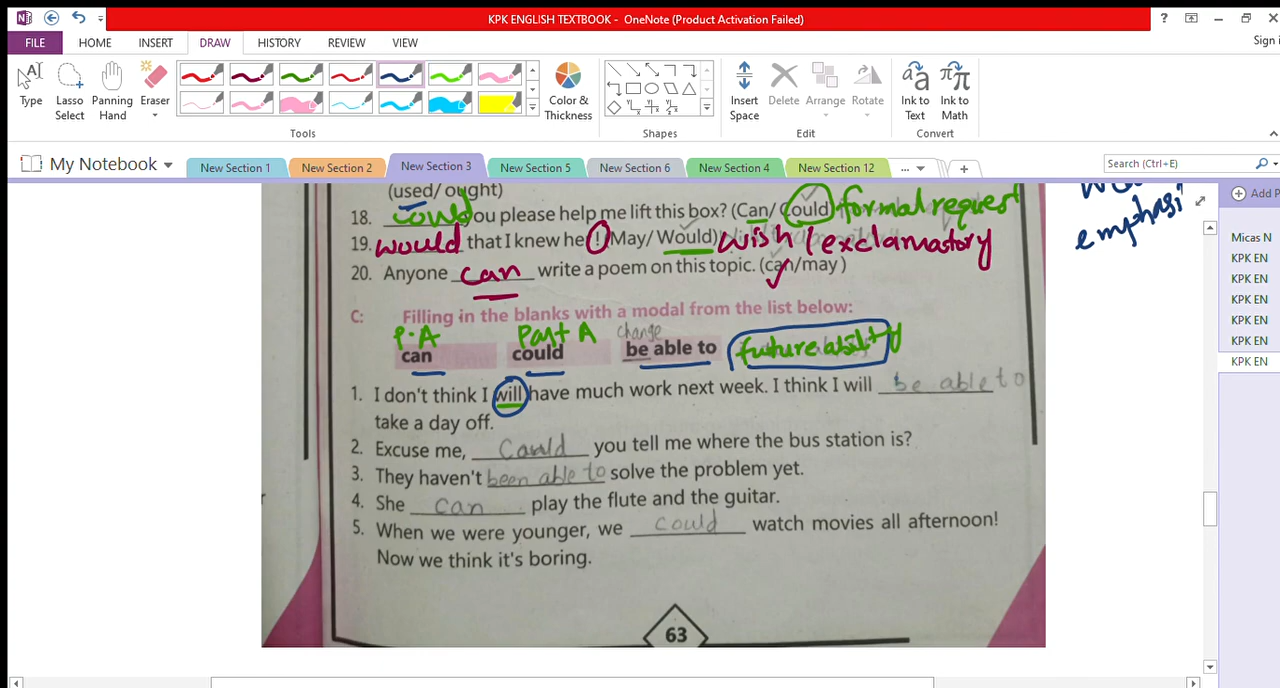 KPK ENGLISH TEXTBOOK - OneNote (Product Activation Failed)
?
FILE HOME INSERT DRAW HISTORY REVIEW VIEW Sign i
Type Lasso Select Panning Hand Eraser Color & Thickness Insert Space Delete Arrange Rotate Ink to Text Ink to Math
Tools Shapes Edit Convert
My Notebook New Section 1 New Section 2 New Section 3 New Section 5 New Section 6 New Section 4 New Section 12 ... + Search (Ctrl+E)
Add P
Micas N
KPK EN
KPK EN
KPK EN
KPK EN
KPK EN
KPK EN
emphasi
(used/ ought)
18. could you please help me lift this box? (Can/ Could) formal request
19. would that I knew he ! (May/ Would) wish / exclamatory
20. Anyone can write a poem on this topic. (can/may )
C: Filling in the blanks with a modal from the list below:
P.A Past A change
can could be able to future ability
1. I don't think I will have much work next week. I think I will be able to
take a day off.
2. Excuse me, Could you tell me where the bus station is?
3. They haven't been able to solve the problem yet.
4. She can play the flute and the guitar.
5. When we were younger, we could watch movies all afternoon!
Now we think it's boring.
63